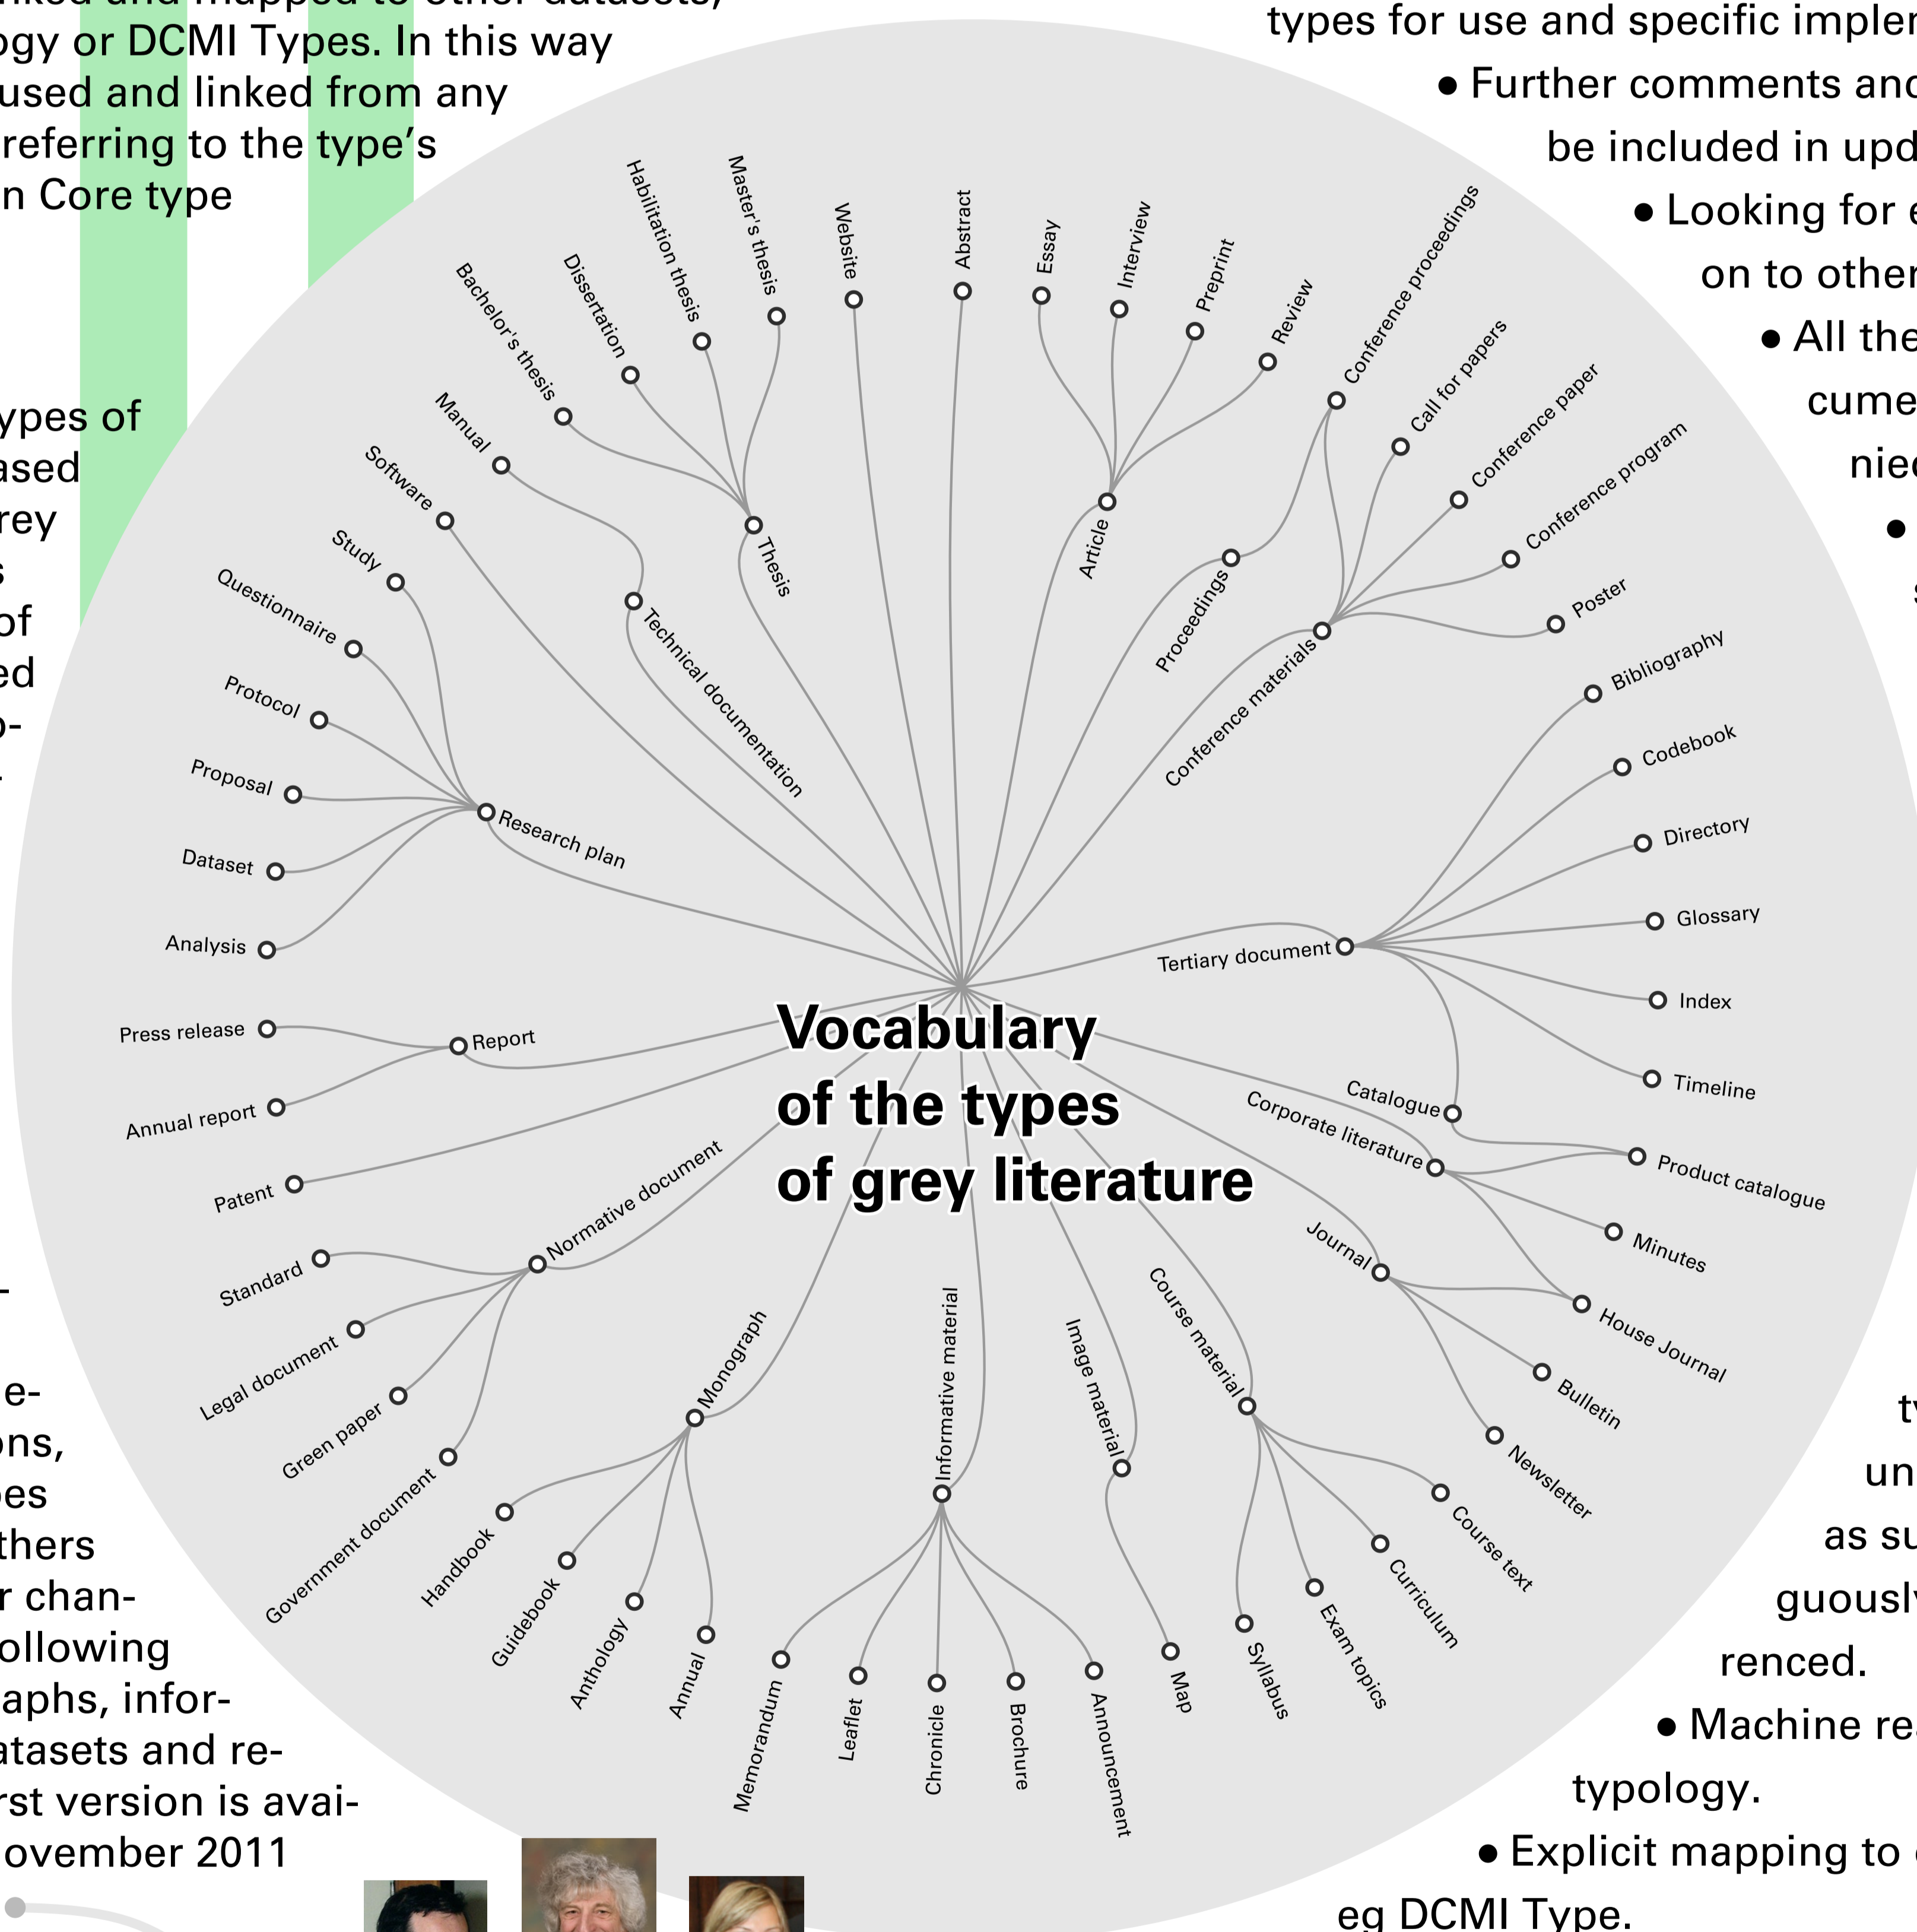 ogy or DCMI Types. In this way
used and linked from any
referring to the type's
n Core type
ypes of
ased
rey
of
ed
types for use and specific
● Further comments
be included in
● Looking for
on to other
● All the
Website
Abstract
Essay
Interview
Preprint
Review
Conference proceedings
Call for papers
Conference paper
Conference program
Poster
Article
Proceedings
Conference materials
Master's thesis
Habilitation thesis
Dissertation
Bachelor's thesis
Thesis
Manual
Technical documentation
Software
Study
Questionnaire
Protocol
Proposal
Dataset
Analysis
Research plan
Bibliography
Codebook
Directory
Glossary
Index
Timeline
Tertiary document
Catalogue
Corporate literature
Product catalogue
Minutes
House Journal
Journal
Bulletin
Newsletter
Vocabulary
of the types
of grey literature
Press release
Annual report
Report
Patent
Standard
Legal document
Green paper
Government document
Normative document
Handbook
Guidebook
Anthology
Annual
Monograph
Memorandum
Leaflet
Chronicle
Brochure
Announcement
Informative material
Map
Image material
Syllabus
Exam topics
Curriculum
Course text
Course material
e-
ons,
pes
thers
r chan-
ollowing
aphs, infor-
atasets and re-
rst version is avai-
ovember 2011
un
as su
guously
renced.
● Machine
typology.
● Explicit mapping to
eg DCMI Type.